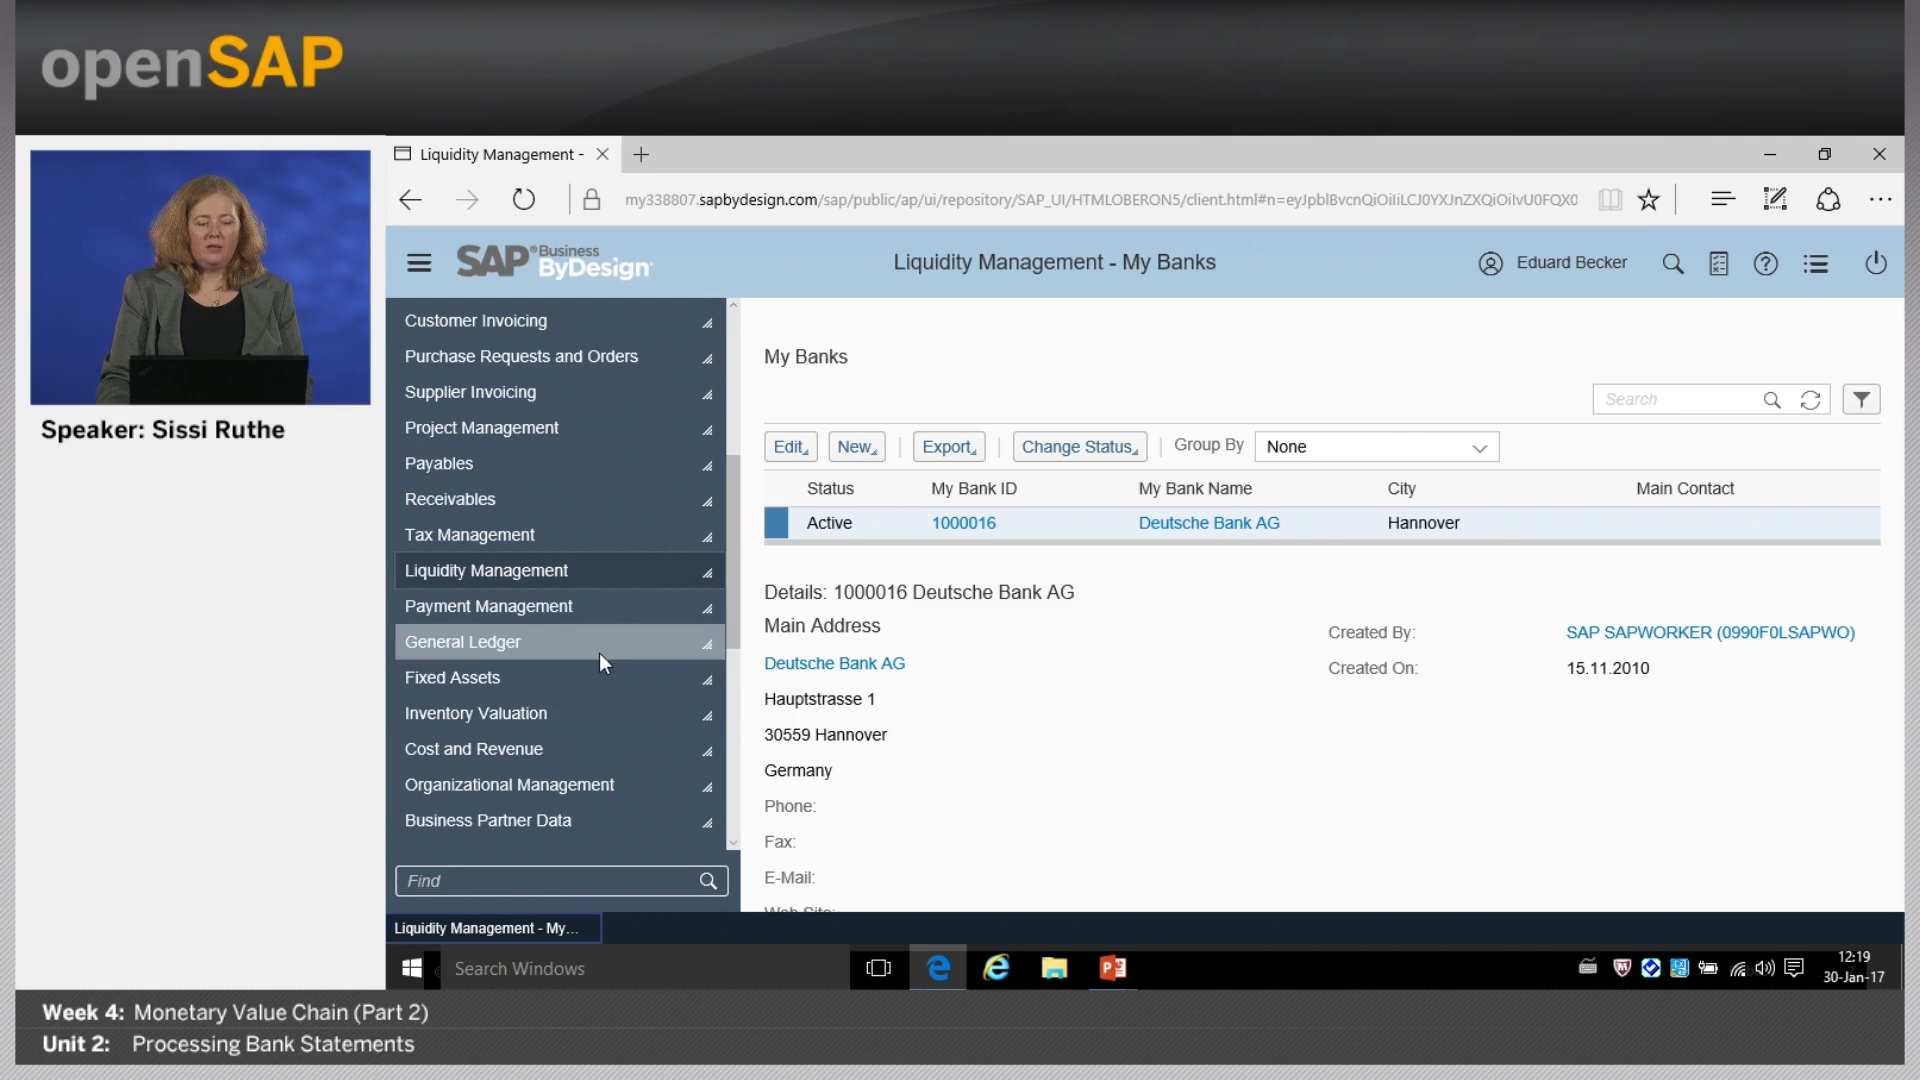 openSAP
Speaker: Sissi Ruthe
Liquidity Management -
my338807.sapbydesign.com/sap/public/ap/ui/repository/SAP_UI/HTMLOBERON5/client.html#n=
SAP Business ByDesign
Liquidity Management - My Banks
Eduard Becker
Customer Invoicing
Purchase Requests and Orders
Supplier Invoicing
Project Management
Payables
Receivables
Tax Management
Liquidity Management
Payment Management
General Ledger
Fixed Assets
Inventory Valuation
Cost and Revenue
Organizational Management
Business Partner Data
Find
Liquidity Management - My...
My Banks
Search
Edit New Export Change Status Group By None
Status My Bank ID My Bank Name City Main Contact
Active 1000016 Deutsche Bank AG Hannover
Details: 1000016 Deutsche Bank AG
Main Address
Created By: SAP SAPWORKER (0990F0LSAPWO)
Deutsche Bank AG
Created On: 15.11.2010
Hauptstrasse 1
30559 Hannover
Germany
Phone:
Fax:
E-Mail:
Web Site:
Search Windows
12:19
30-Jan-17
Week 4: Monetary Value Chain (Part 2)
Unit 2: Processing Bank Statements